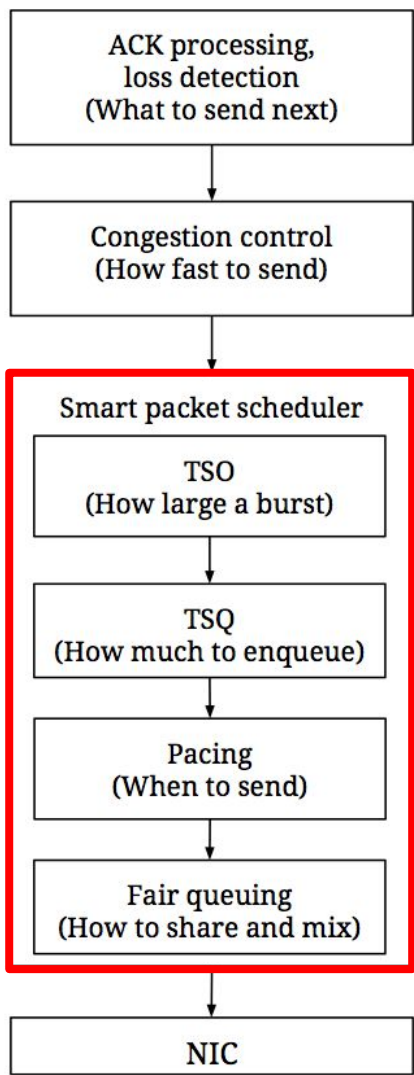 ACK processing,
loss detection
(What to send next)
Congestion control
(How fast to send)
Smart packet scheduler
TSO
(How large a burst)
TSQ
(How much to enqueue)
Pacing
(When to send)
Fair queuing
(How to share and mix)
NIC